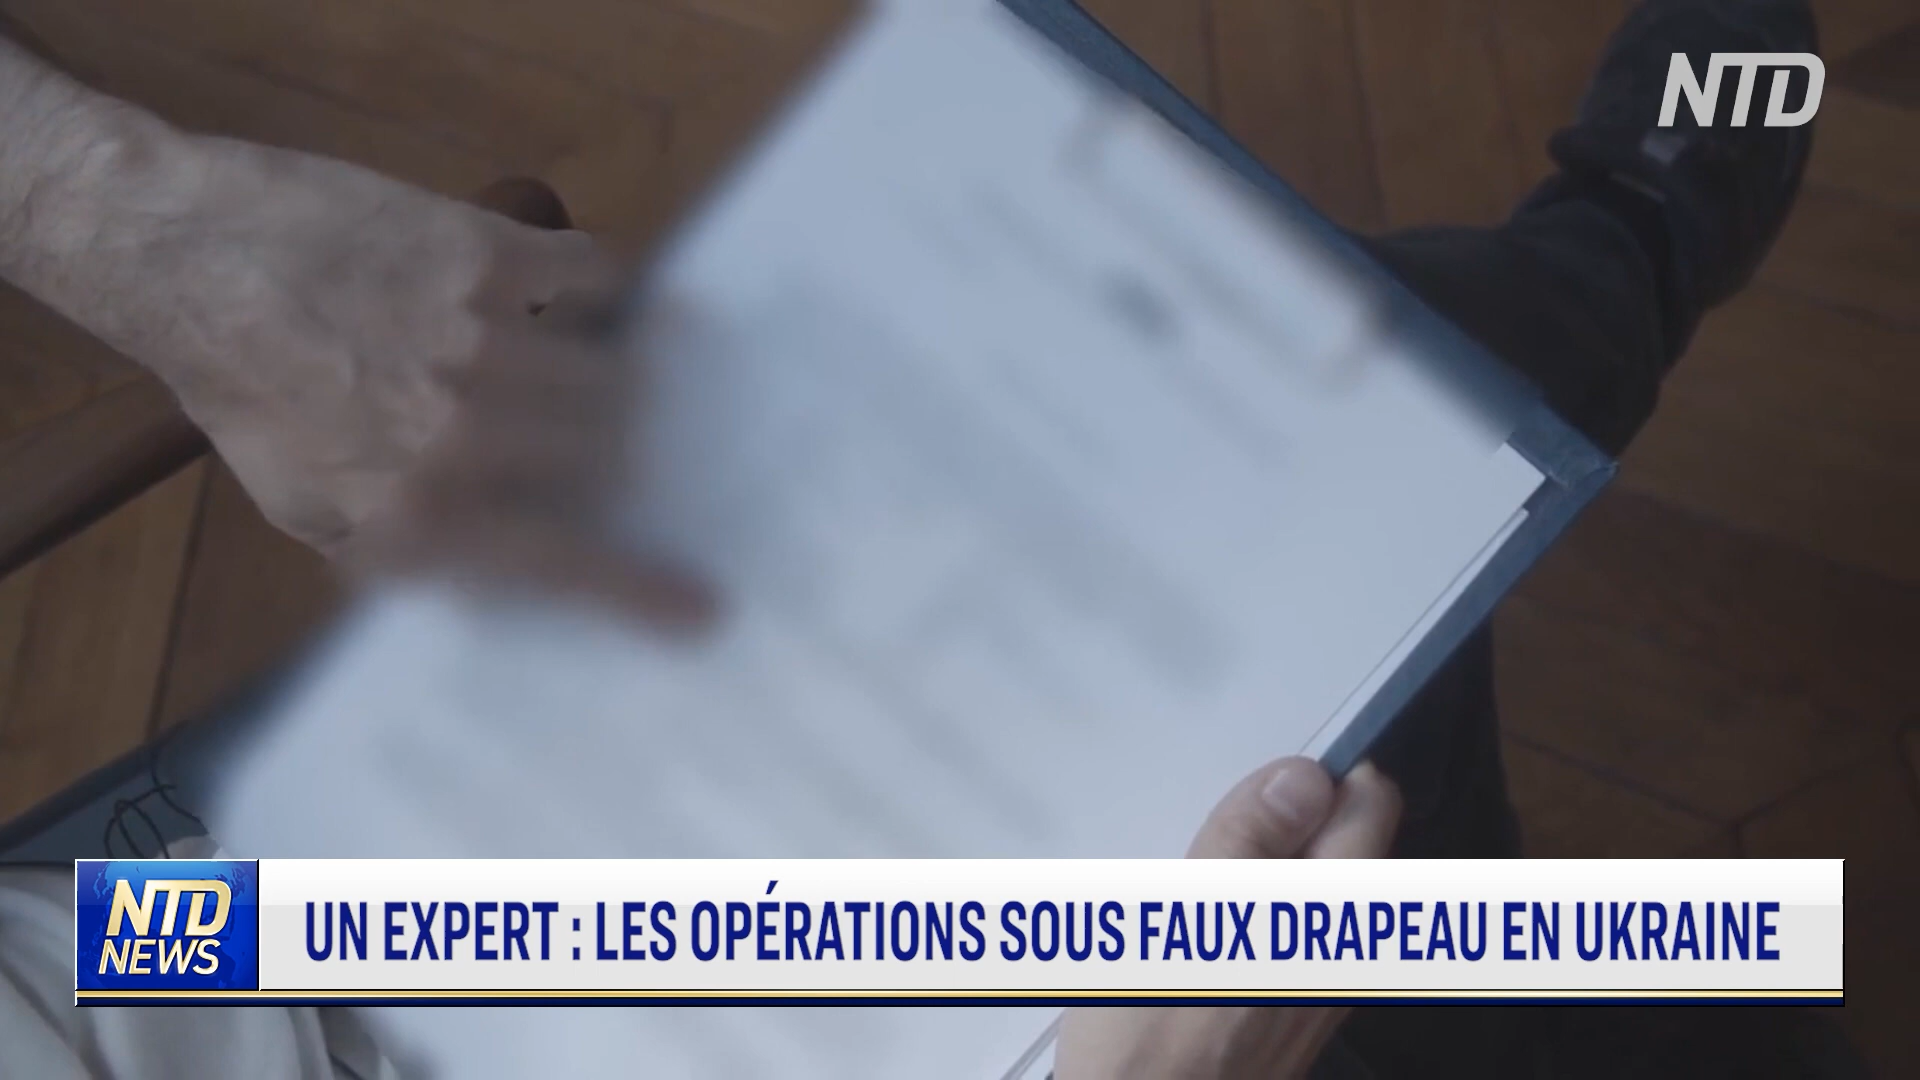 NTD
NTD
NEWS
UN EXPERT : LES OPÉRATIONS SOUS FAUX DRAPEAU EN UKRAINE